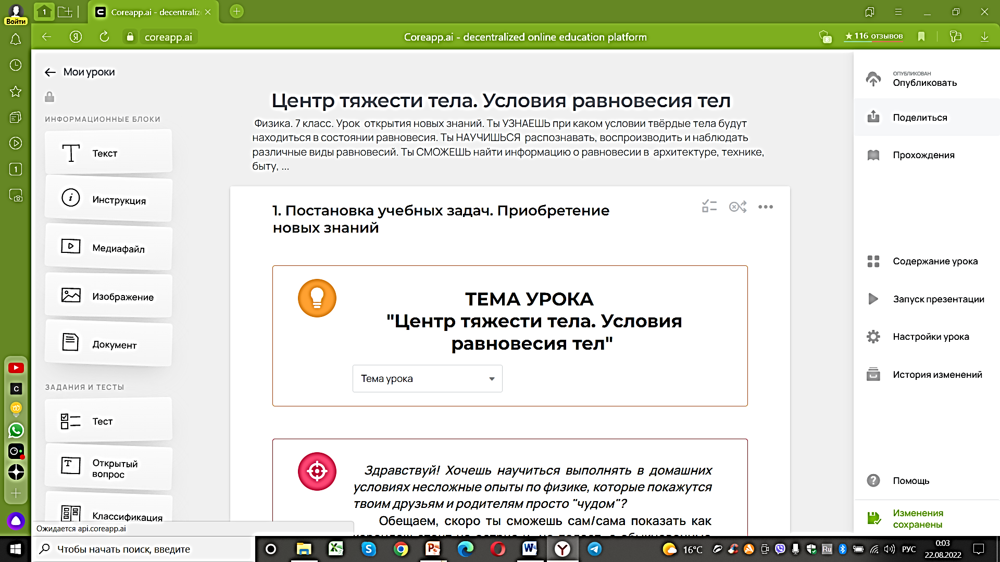 Войти
1
Coreapp.ai - decentraliz
coreapp.ai
Coreapp.ai - decentralized online education platform
8
★ 116 отзывов
1
Мои уроки
ИНФОРМАЦИОННЫЕ БЛОКИ
Текст
Инструкция
Медиафайл
Изображение
Документ
ЗАДАНИЯ И ТЕСТЫ
Тест
Открытый
вопрос
Классификация
Ожидается api.coreapp.ai
Центр тяжести тела. Условия равновесия тел
Физика. 7 класс. Урок открытия новых знаний. Ты УЗНАЕШЬ при каком условии твёрдые тела будут
находиться в состоянии равновесия. Ты НАУЧИШЬСЯ распознавать, воспроизводить и наблюдать
различные виды равновесий. Ты СМОЖЕШЬ найти информацию о равновесии в архитектуре, технике,
быту, ...
1. Постановка учебных задач. Приобретение
новых знаний
ТЕМА УРОКА
"Центр тяжести тела. Условия
равновесия тел"
Тема урока
Здравствуй! Хочешь научиться выполнять в домашних
условиях несложные опыты по физике, которые покажутся
твоим друзьям и родителям просто "чудом"?
Обещаем, скоро ты сможешь сам/сама показать как
ОПУБЛИКОВАН
Опубликовать
Поделиться
Прохождения
Содержание урока
Запуск презентации
Настройки урока
История изменений
Помощь
Изменения
сохранены
Чтобы начать поиск, введите
16°C
Ru
РУС
0:03
22.08.2022